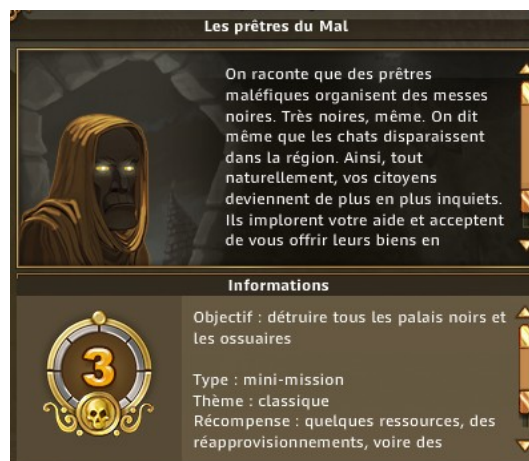 Les prêtres du Mal
On raconte que des prêtres
maléfiques organisent des messes
noires. Très noires, même. On dit
même que les chats disparaissent
dans la région. Ainsi, tout
naturellement, vos citoyens
deviennent de plus en plus inquiets.
Ils implorent votre aide et acceptent
de vous offrir leurs biens en
Informations
3
Objectif : détruire tous les palais noirs et
les ossuaires
Type : mini-mission
Thème : classique
Récompense : quelques ressources, des
réapprovisionnements, voire des